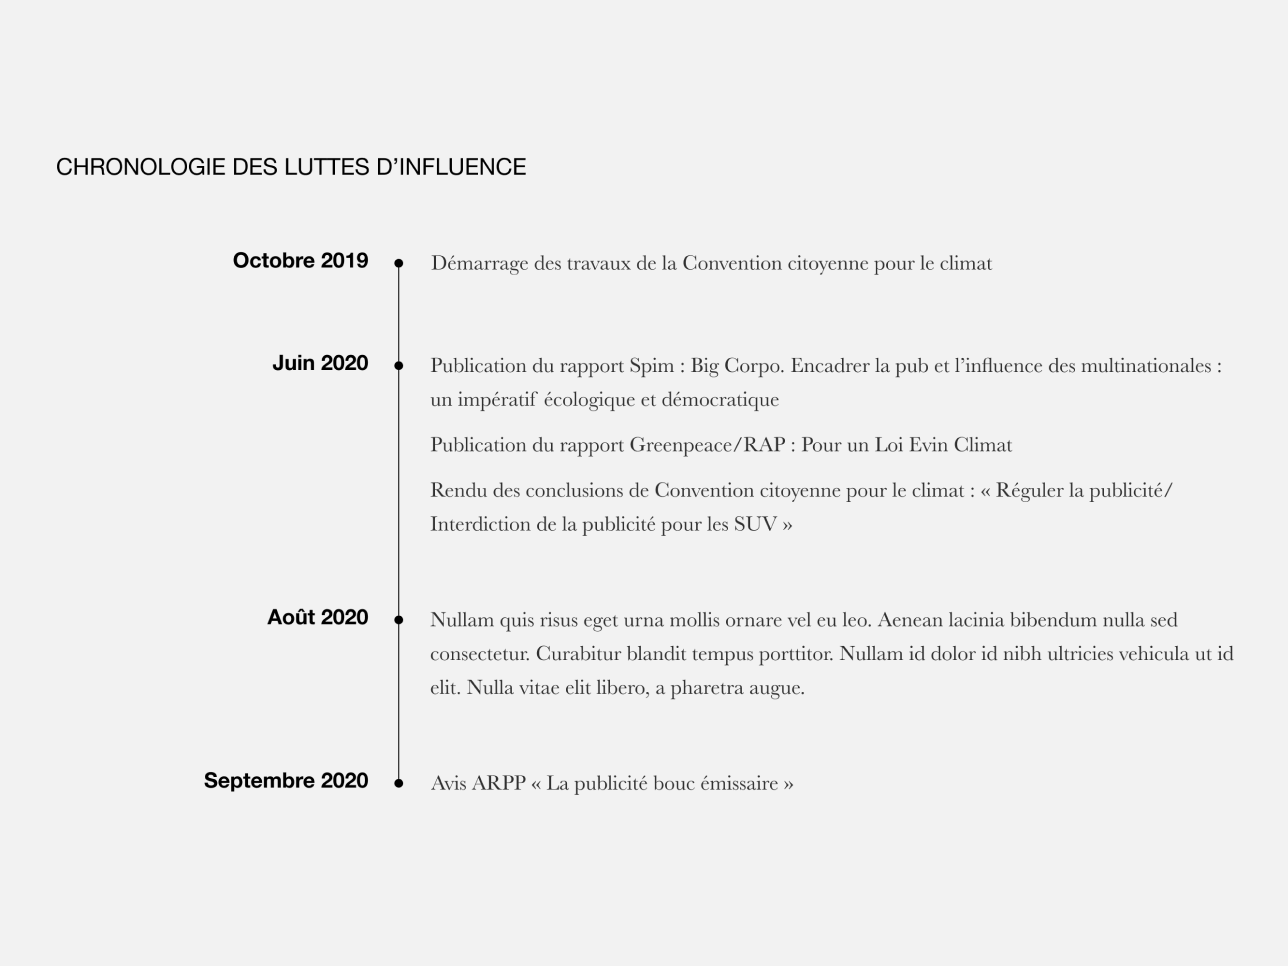 CHRONOLOGIE DES LUTTES D’INFLUENCE
Octobre 2019
Démarrage des travaux de la Convention citoyenne pour le climat
Juin 2020
Publication du rapport Spim : Big Corpo. Encadrer la pub et l’influence des multinationales :
un impératif écologique et démocratique
Publication du rapport Greenpeace/RAP : Pour un Loi Evin Climat
Rendu des conclusions de Convention citoyenne pour le climat : « Réguler la publicité/
Interdiction de la publicité pour les SUV »
Août 2020
Nullam quis risus eget urna mollis ornare vel eu leo. Aenean lacinia bibendum nulla sed
consectetur. Curabitur blandit tempus porttitor. Nullam id dolor id nibh ultricies vehicula ut id
elit. Nulla vitae elit libero, a pharetra augue.
Septembre 2020
Avis ARPP « La publicité bouc émissaire »